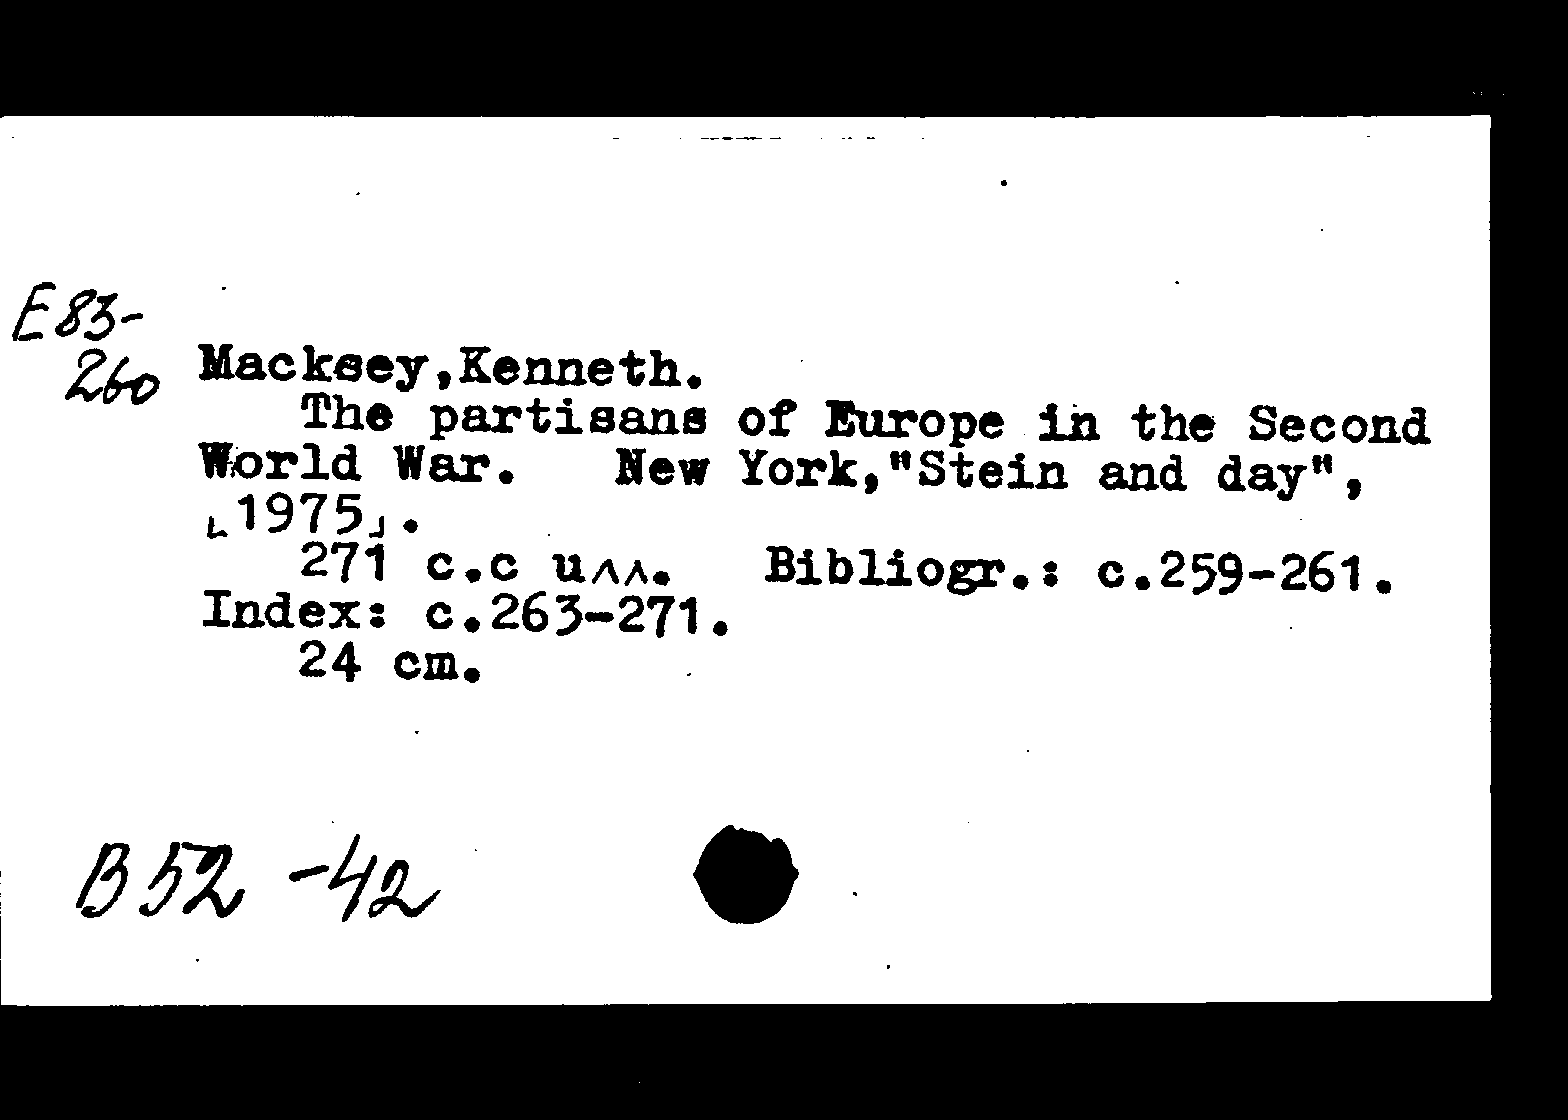 E83-
260
Macksey,Kenneth.
The partisans of Europe in the Second
World War. New York,"Stein and day",
⌞1975⌟.
271 c.c u^^. Bibliogr.: c.259-261.
Index: c.263-271.
24 cm.
B52-42